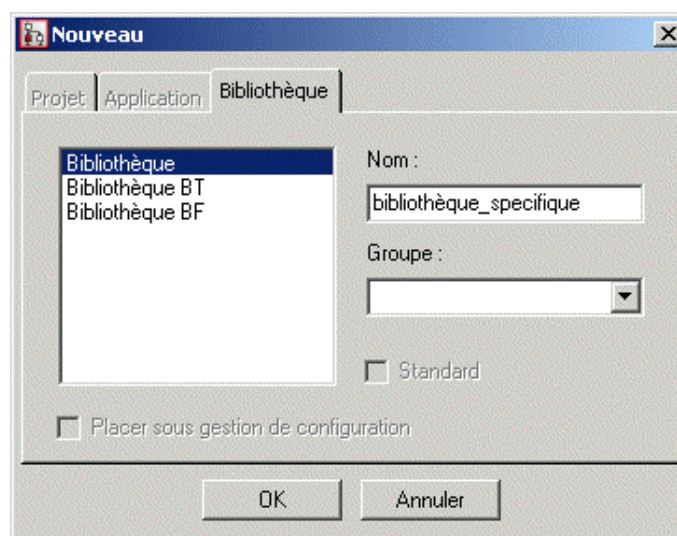 Nouveau
Projet Application Bibliothèque
Bibliothèque
Bibliothèque BT
Bibliothèque BF
Nom :
bibliothèque_specifique
Groupe :
Standard
Placer sous gestion de configuration
OK Annuler